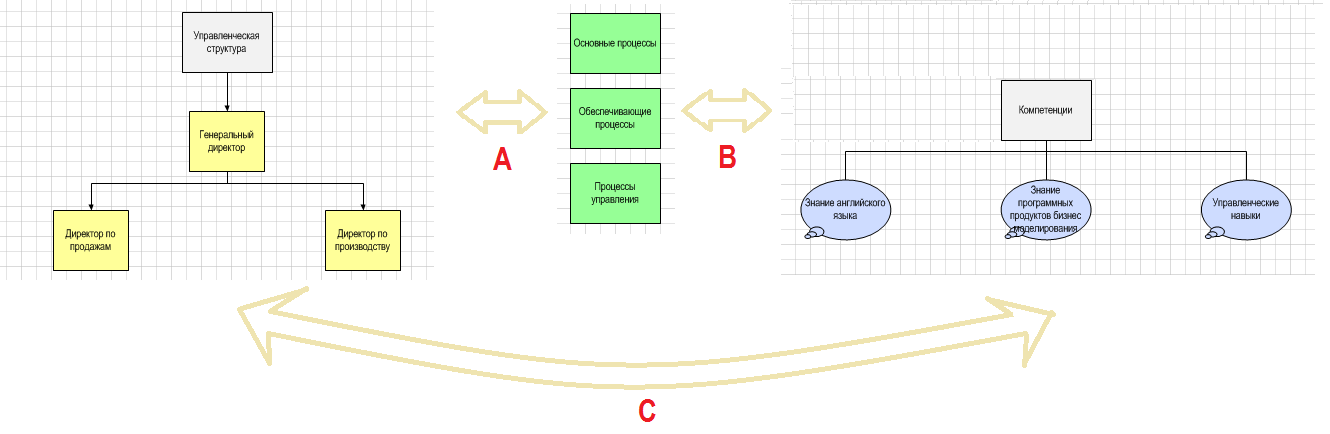 Управленческая
структура
Генеральный
директор
Директор по
продажам
Директор по
производству
A
Основные процессы
Обеспечивающие
процессы
Процессы
управления
B
Компетенции
Знание английского
языка
Знание
программных
продуктов бизнес
моделирования
Управленческие
навыки
C